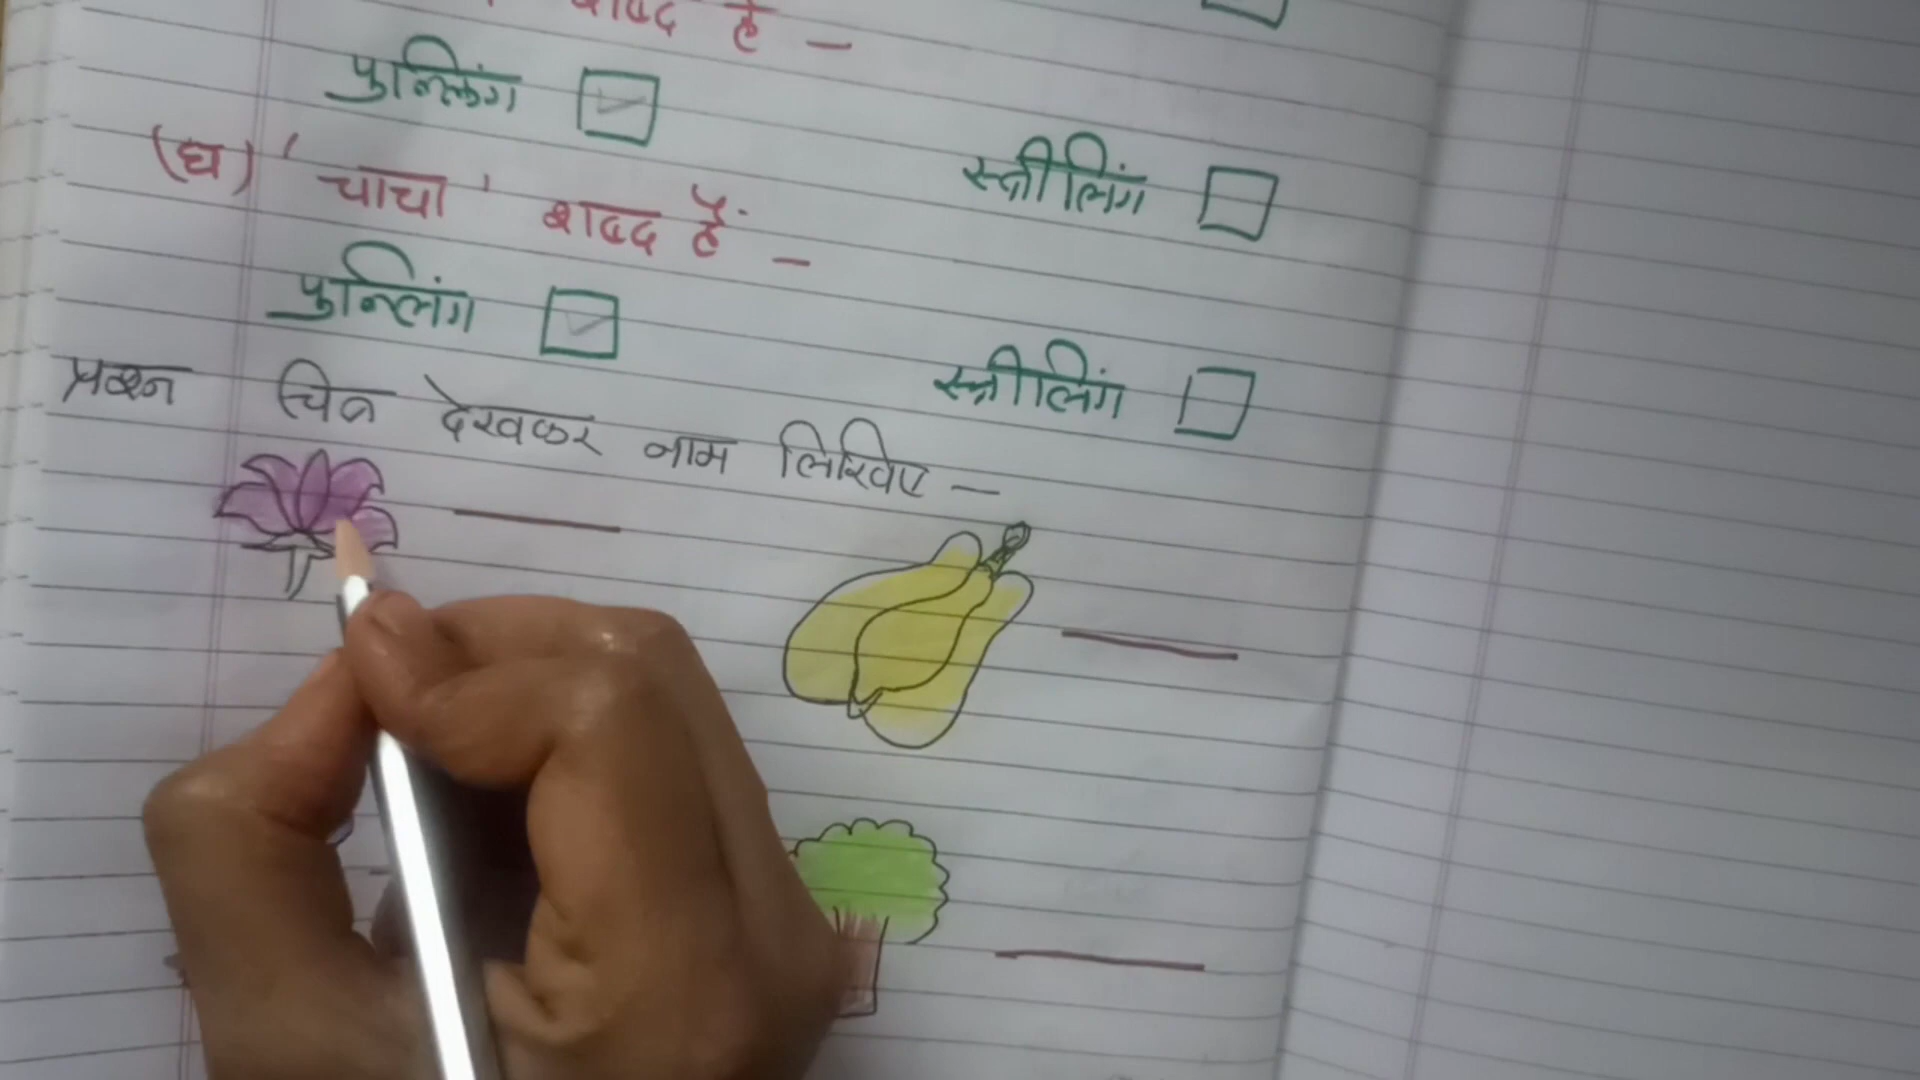 शब्द है –
पुल्लिंग
स्त्रीलिंग
(घ) ' चाचा ' शब्द हैं –
पुल्लिंग
स्त्रीलिंग
प्रश्न चित्र देखकर नाम लिखिए –